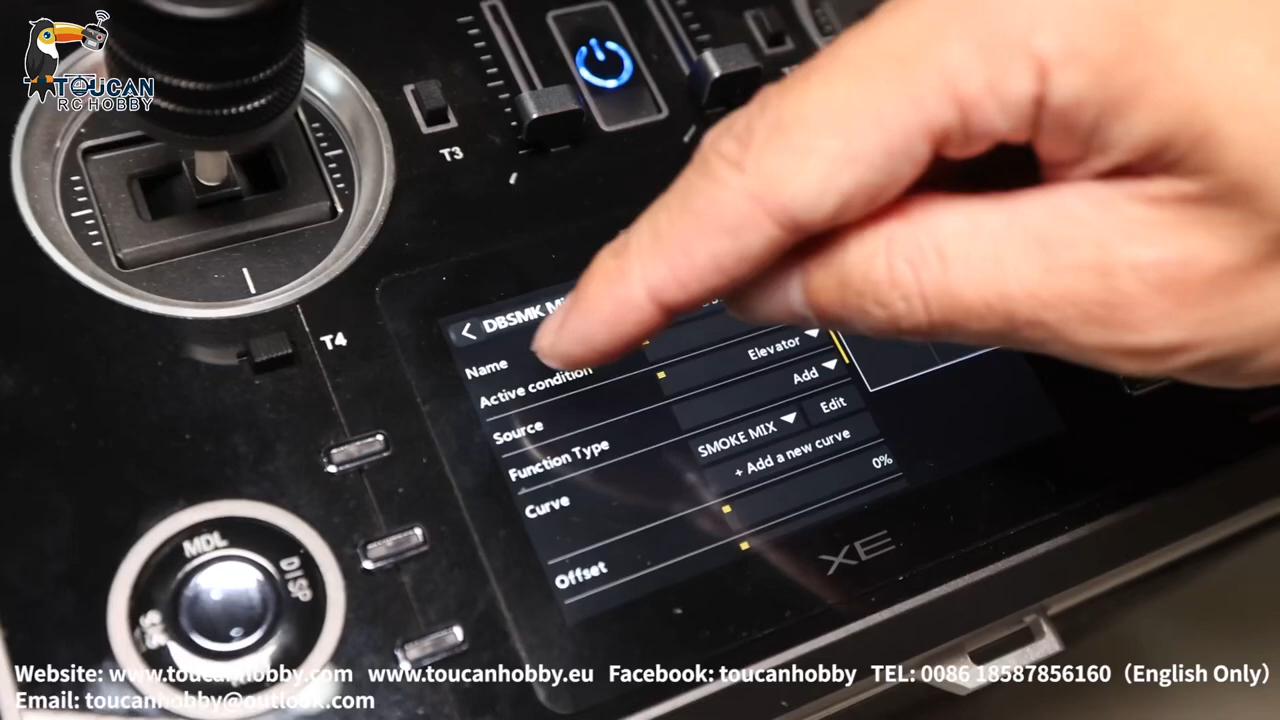 TOUCAN
RC HOBBY
T3
T4
DBSMK
Name
Active condition
Source
Elevator
Function Type
Add
Curve
SMOKE MIX
Edit
+ Add a new curve
Offset
0%
XE
MDL
DISP
Website: www.toucanhobby.com www.toucanhobby.eu Facebook: toucanhobby TEL: 0086 18587856160 (English Only)
Email: toucanhobby@outlook.com